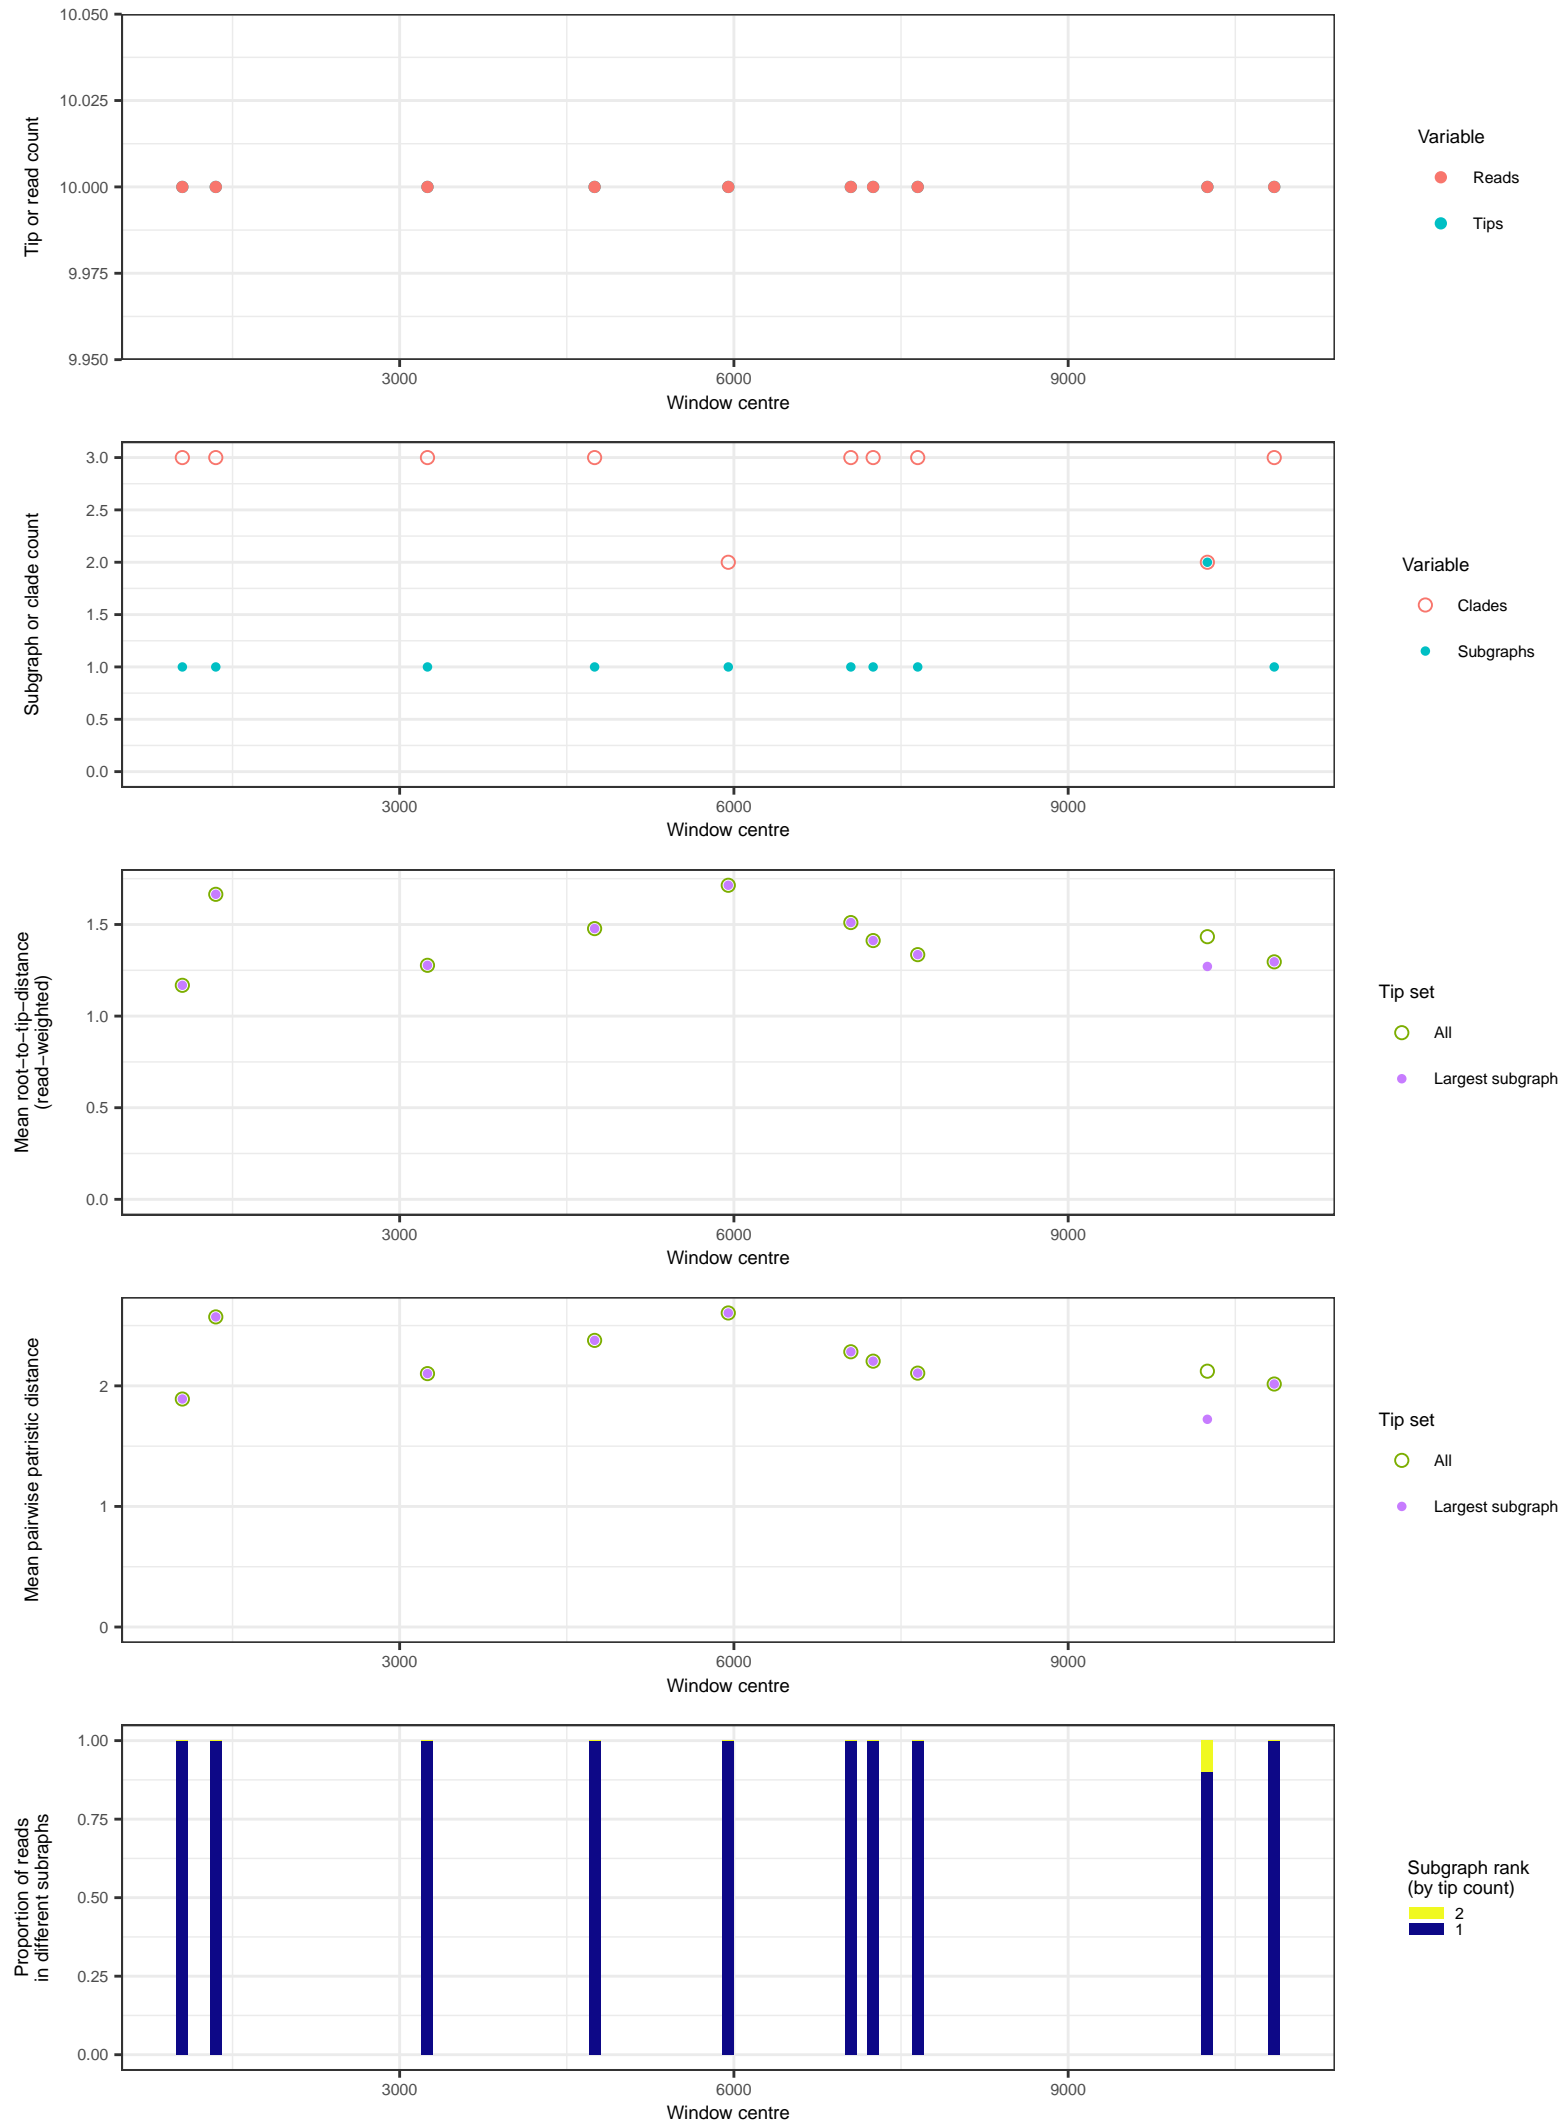 10.050
10.025
10.000
9.975
9.950
Tip or read count
3000 6000 9000
Window centre
Variable
Reads
Tips
3.0
2.5
2.0
1.5
1.0
0.5
0.0
Subgraph or clade count
3000 6000 9000
Window centre
Variable
Clades
Subgraphs
1.5
1.0
0.5
0.0
Mean root−to−tip−distance
(read−weighted)
3000 6000 9000
Window centre
Tip set
All
Largest subgraph
2
1
0
Mean pairwise patristic distance
3000 6000 9000
Window centre
Tip set
All
Largest subgraph
1.00
0.75
0.50
0.25
0.00
Proportion of reads
in different subraphs
3000 6000 9000
Window centre
Subgraph rank
(by tip count)
2
1